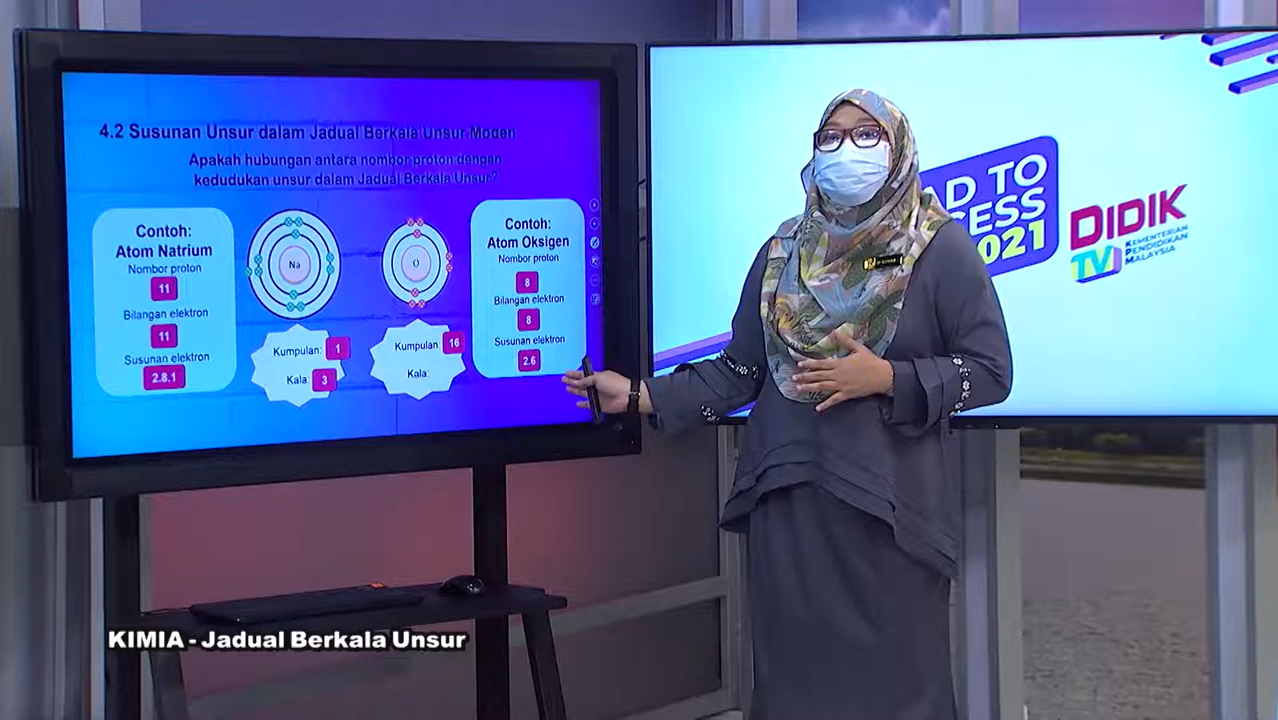 4.2 Susunan Unsur dalam Jadual Berkala Unsur Moden
Apakah hubungan antara nombor proton dengan
kedudukan unsur dalam Jadual Berkala Unsur?
Contoh:
Atom Natrium
Nombor proton
11
Bilangan elektron
11
Susunan elektron
2.8.1
Na
Kumpulan: 1
Kala: 3
O
Kumpulan: 16
Kala:
Contoh:
Atom Oksigen
Nombor proton
8
Bilangan elektron
8
Susunan elektron
2.6
AD TO
CESS
2021
DIDIK
TV
KEMENTERIAN
PENDIDIKAN
MALAYSIA
KIMIA - Jadual Berkala Unsur